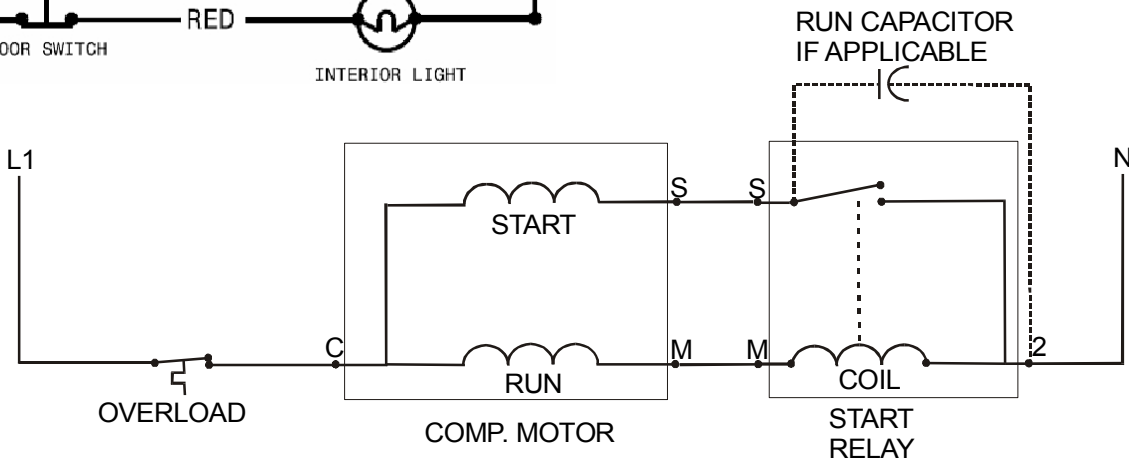 RED
OOR SWITCH
INTERIOR LIGHT
RUN CAPACITOR
IF APPLICABLE
L1
N
S
S
START
C
M
M
2
RUN
COIL
OVERLOAD
COMP. MOTOR
START
RELAY